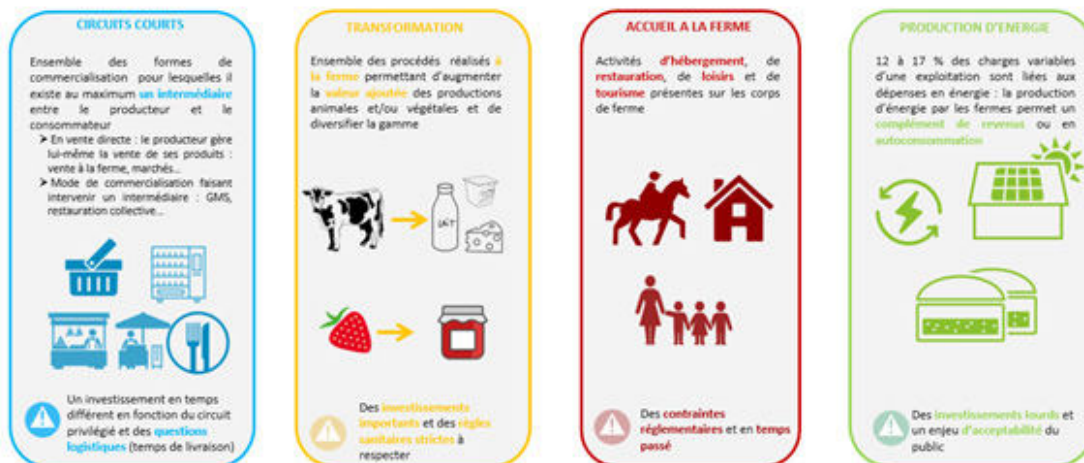 CIRCUITS COURTS
Ensemble des formes de
commercialisation pour lesquelles il
existe au maximum un intermédiaire
entre le producteur et le
consommateur
➤ En vente directe : le producteur gère
lui-même la vente de ses produits :
vente à la ferme, marchés...
➤ Mode de commercialisation faisant
intervenir un intermédiaire : GMS,
restauration collective...
Un investissement en temps
différent en fonction du circuit
privilégié et des questions
logistiques (temps de livraison)
TRANSFORMATION
Ensemble des procédés réalisés à
la ferme permettant d'augmenter
la valeur ajoutée des productions
animales et/ou végétales et de
diversifier la gamme
LAIT
Des investissements
importants et des règles
sanitaires strictes à
respecter
ACCUEIL A LA FERME
Activités d'hébergement, de
restauration, de loisirs et de
tourisme présentes sur les corps
de ferme
Des contraintes
réglementaires et en temps
passé
PRODUCTION D'ENERGIE
12 à 17 % des charges variables
d'une exploitation sont liées aux
dépenses en énergie : la production
d'énergie par les fermes permet un
complément de revenus ou en
autoconsommation
Des investissements lourds et
un enjeu d'acceptabilité du
public